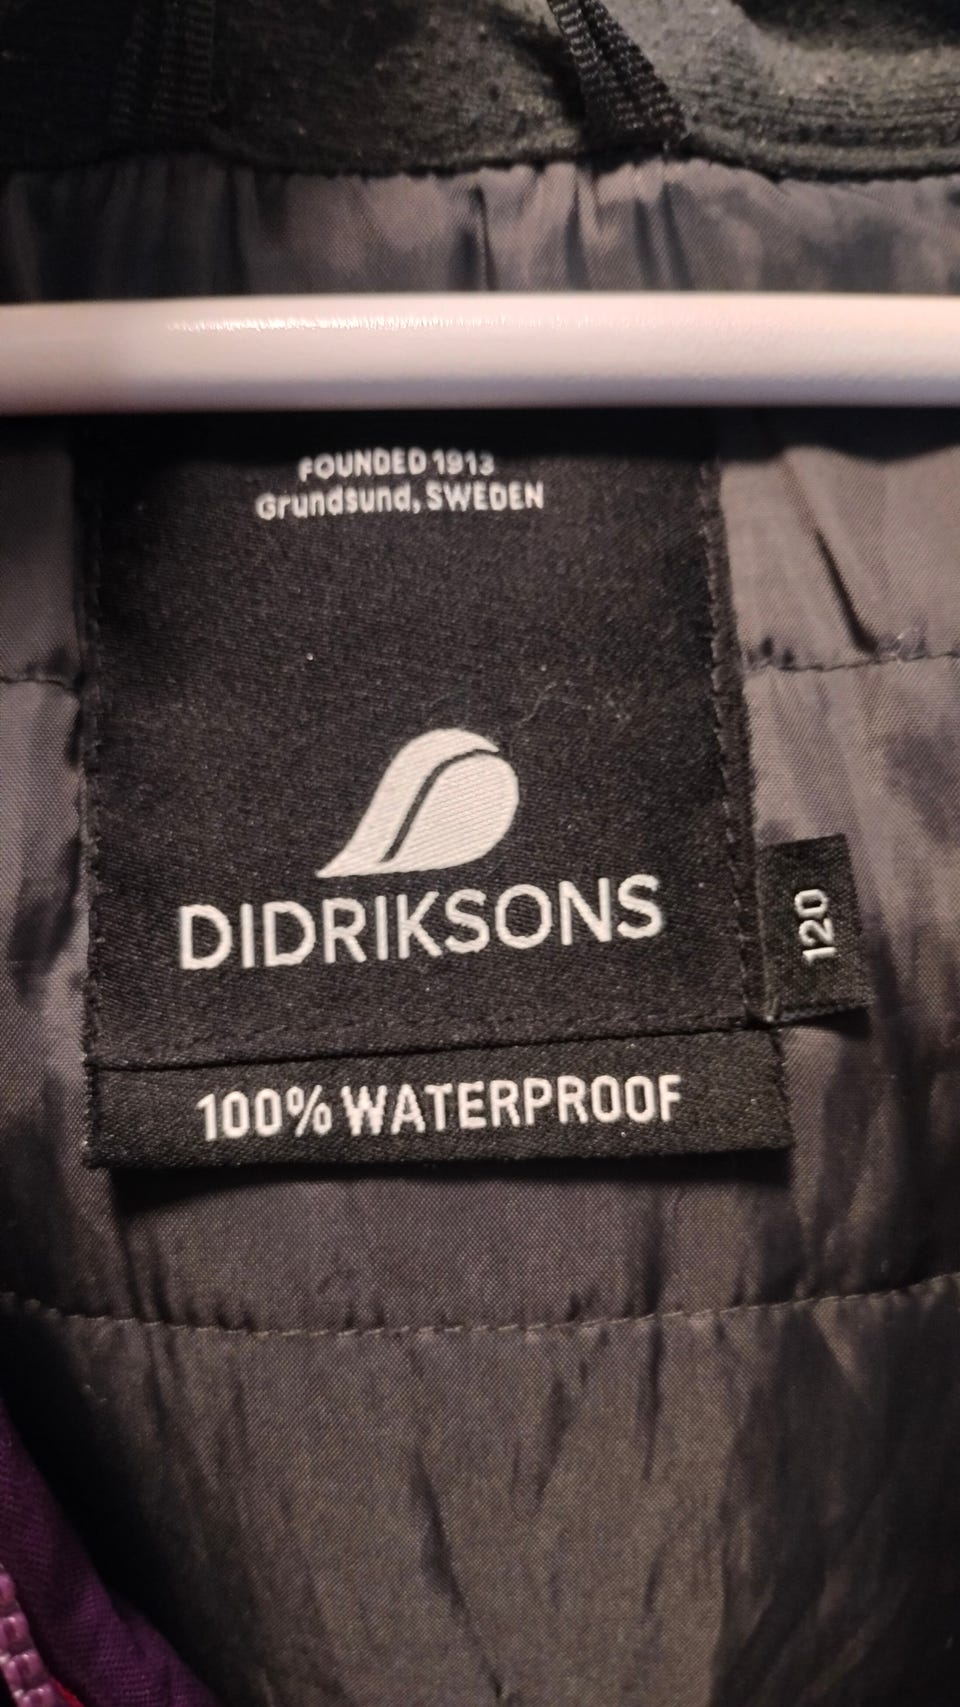 FOUNDED 1913
Grundsund, SWEDEN
DIDRIKSONS
120
100% WATERPROOF